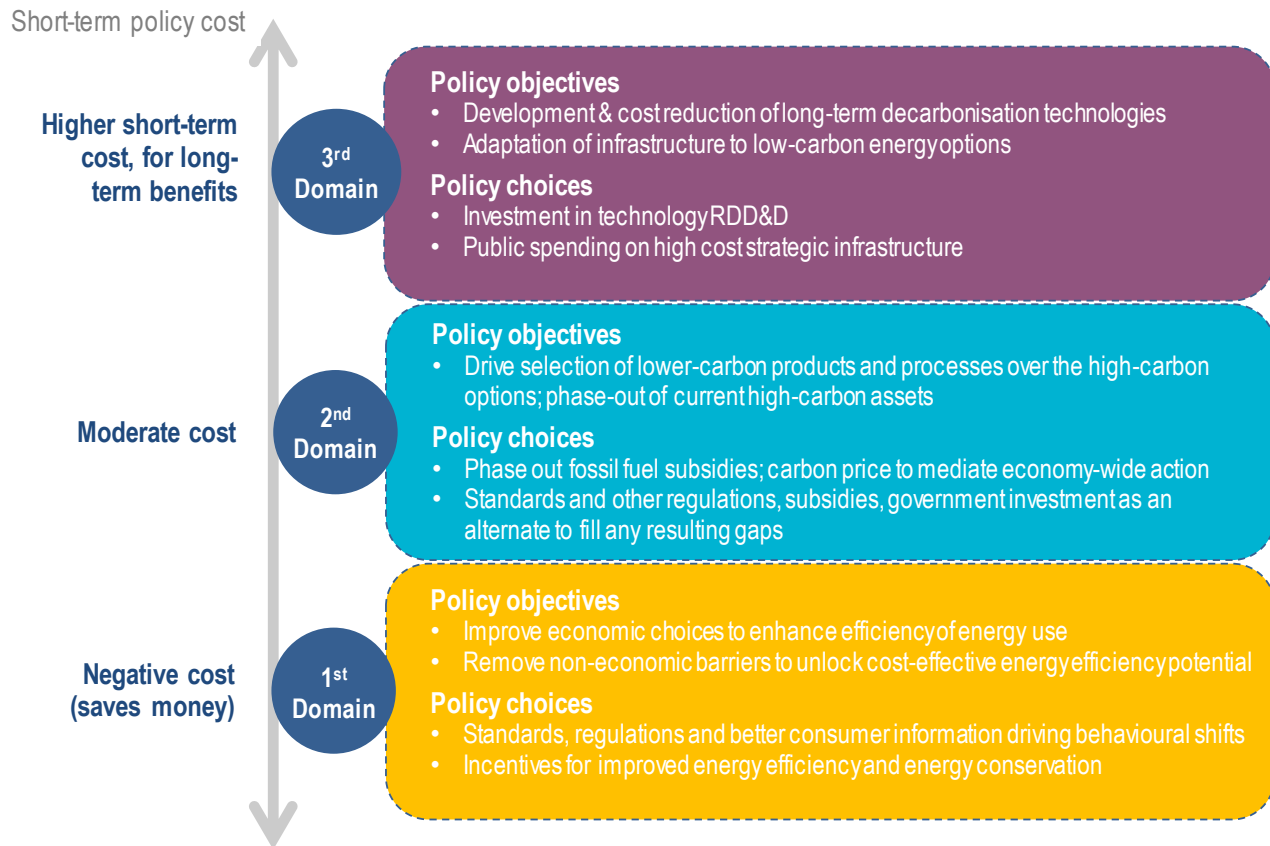 Short-term policy cost
Higher short-term
cost, for long-
term benefits
3rd
Domain
Policy objectives
• Development & cost reduction of long-term decarbonisation technologies
• Adaptation of infrastructure to low-carbon energy options
Policy choices
• Investment in technology RDD&D
• Public spending on high cost strategic infrastructure
Moderate cost
2nd
Domain
Policy objectives
• Drive selection of lower-carbon products and processes over the high-carbon
options; phase-out of current high-carbon assets
Policy choices
• Phase out fossil fuel subsidies; carbon price to mediate economy-wide action
• Standards and other regulations, subsidies, government investment as an
alternate to fill any resulting gaps
Negative cost
(saves money)
1st
Domain
Policy objectives
• Improve economic choices to enhance efficiency of energy use
• Remove non-economic barriers to unlock cost-effective energy efficiency potential
Policy choices
• Standards, regulations and better consumer information driving behavioural shifts
• Incentives for improved energy efficiency and energy conservation